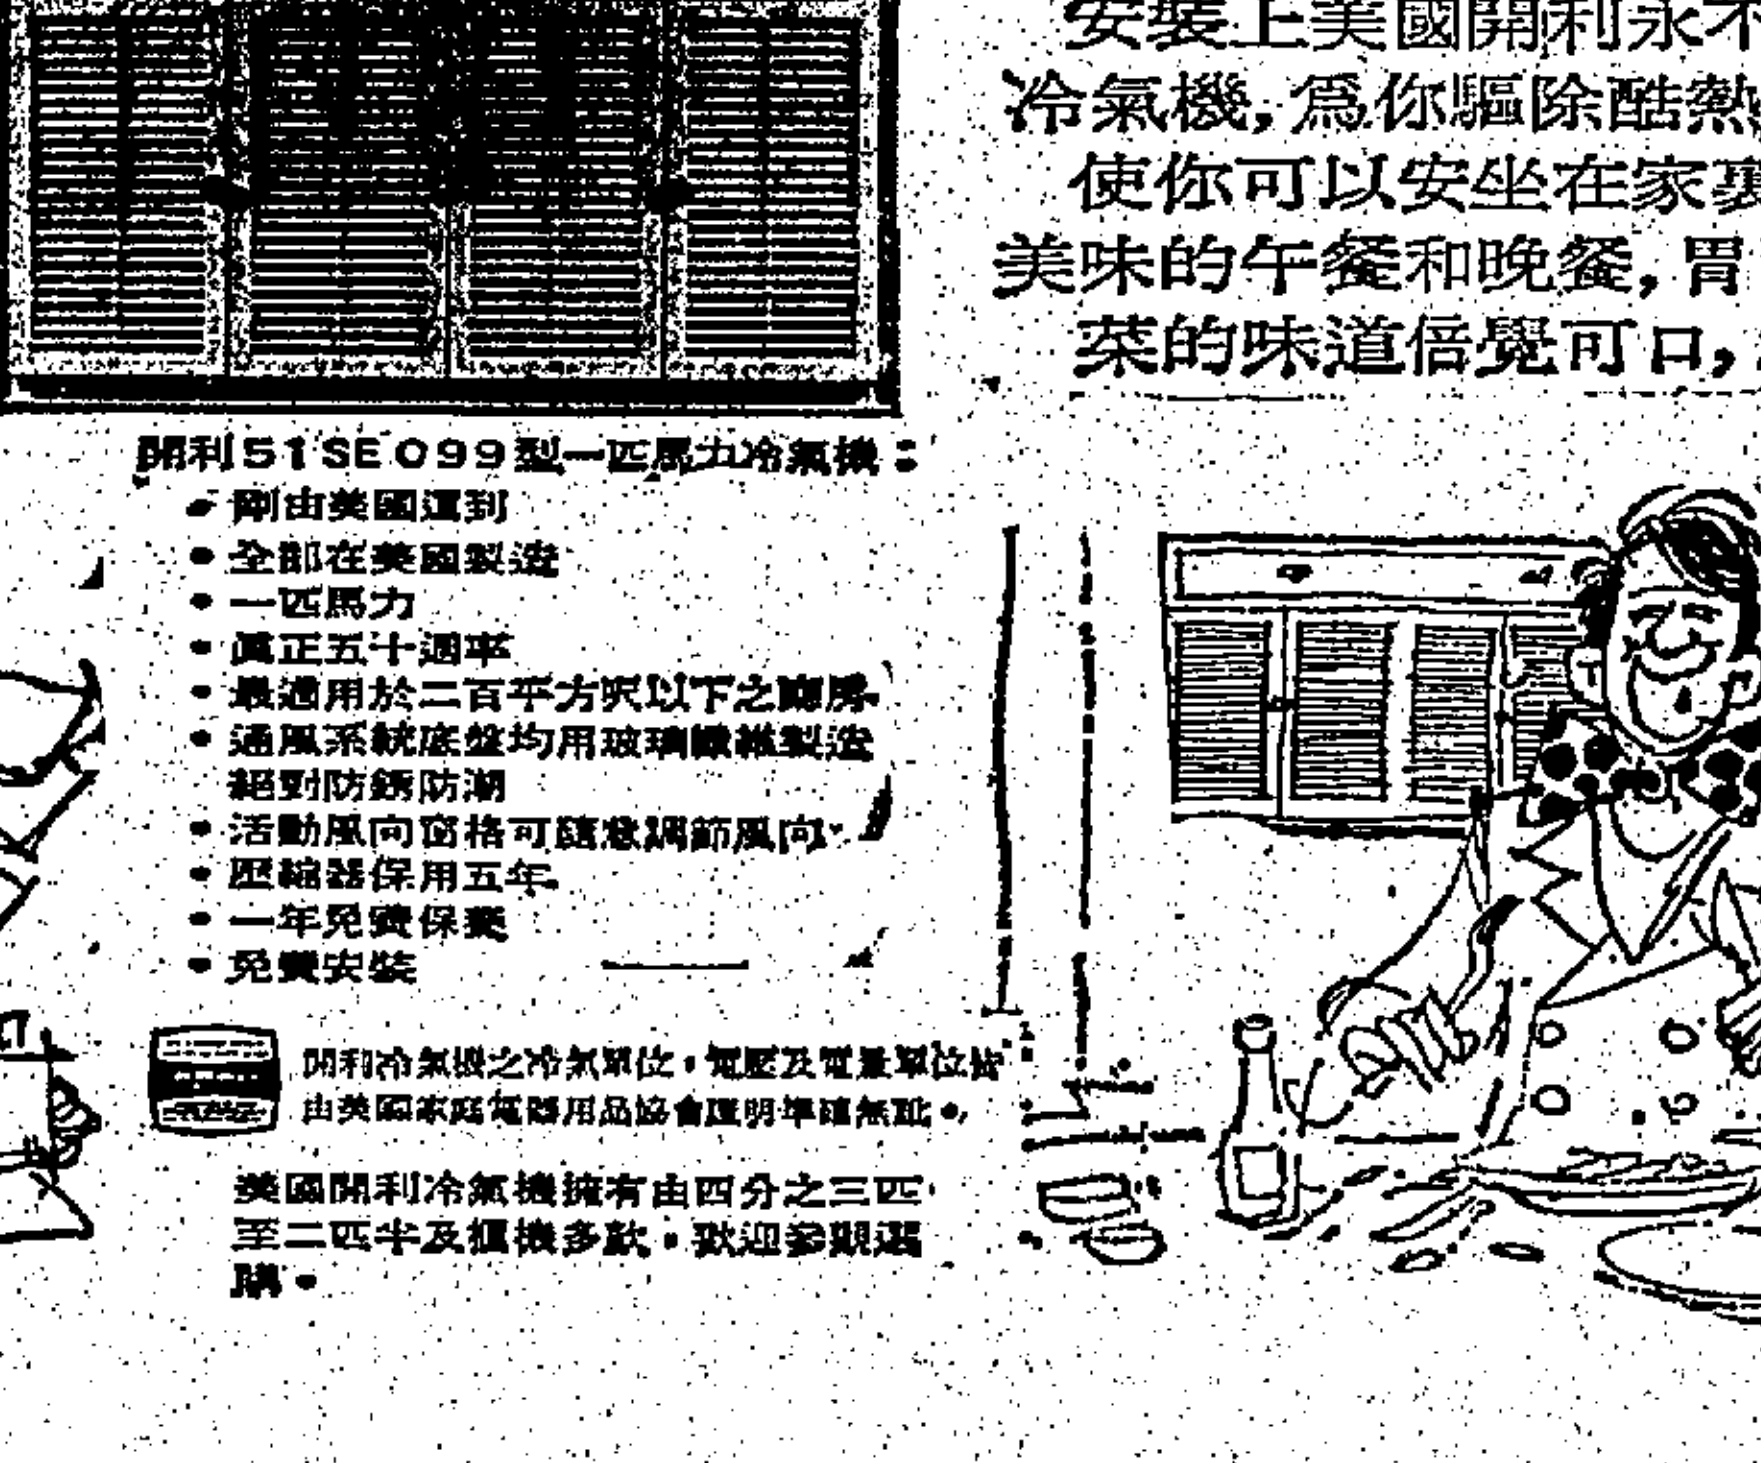 安裝上美國開利永不
冷氣機，爲你驅除酷熱
使你可以安坐在家裏
美味的午餐和晚餐，胃
菜的味道倍覺可口，
開利51SE099型一匹馬力冷氣機：
• 剛由美國運到
• 全部在美國製造
• 一匹馬力
• 眞正五十週率
• 最適用於二百平方呎以下之廳房
• 通風系統底盤均用玻璃纖維製造
絕對防銹防潮
• 活動風向窗格可隨意調節風向
• 壓縮器保用五年
• 一年免費保養
• 免費安裝
開利冷氣機之冷氣單位，電壓及電量單位皆
由美國家庭電器用品協會證明準確無訛。
美國開利冷氣機擁有由四分之三匹
至二匹半及櫃機多款，歡迎參觀選
購。